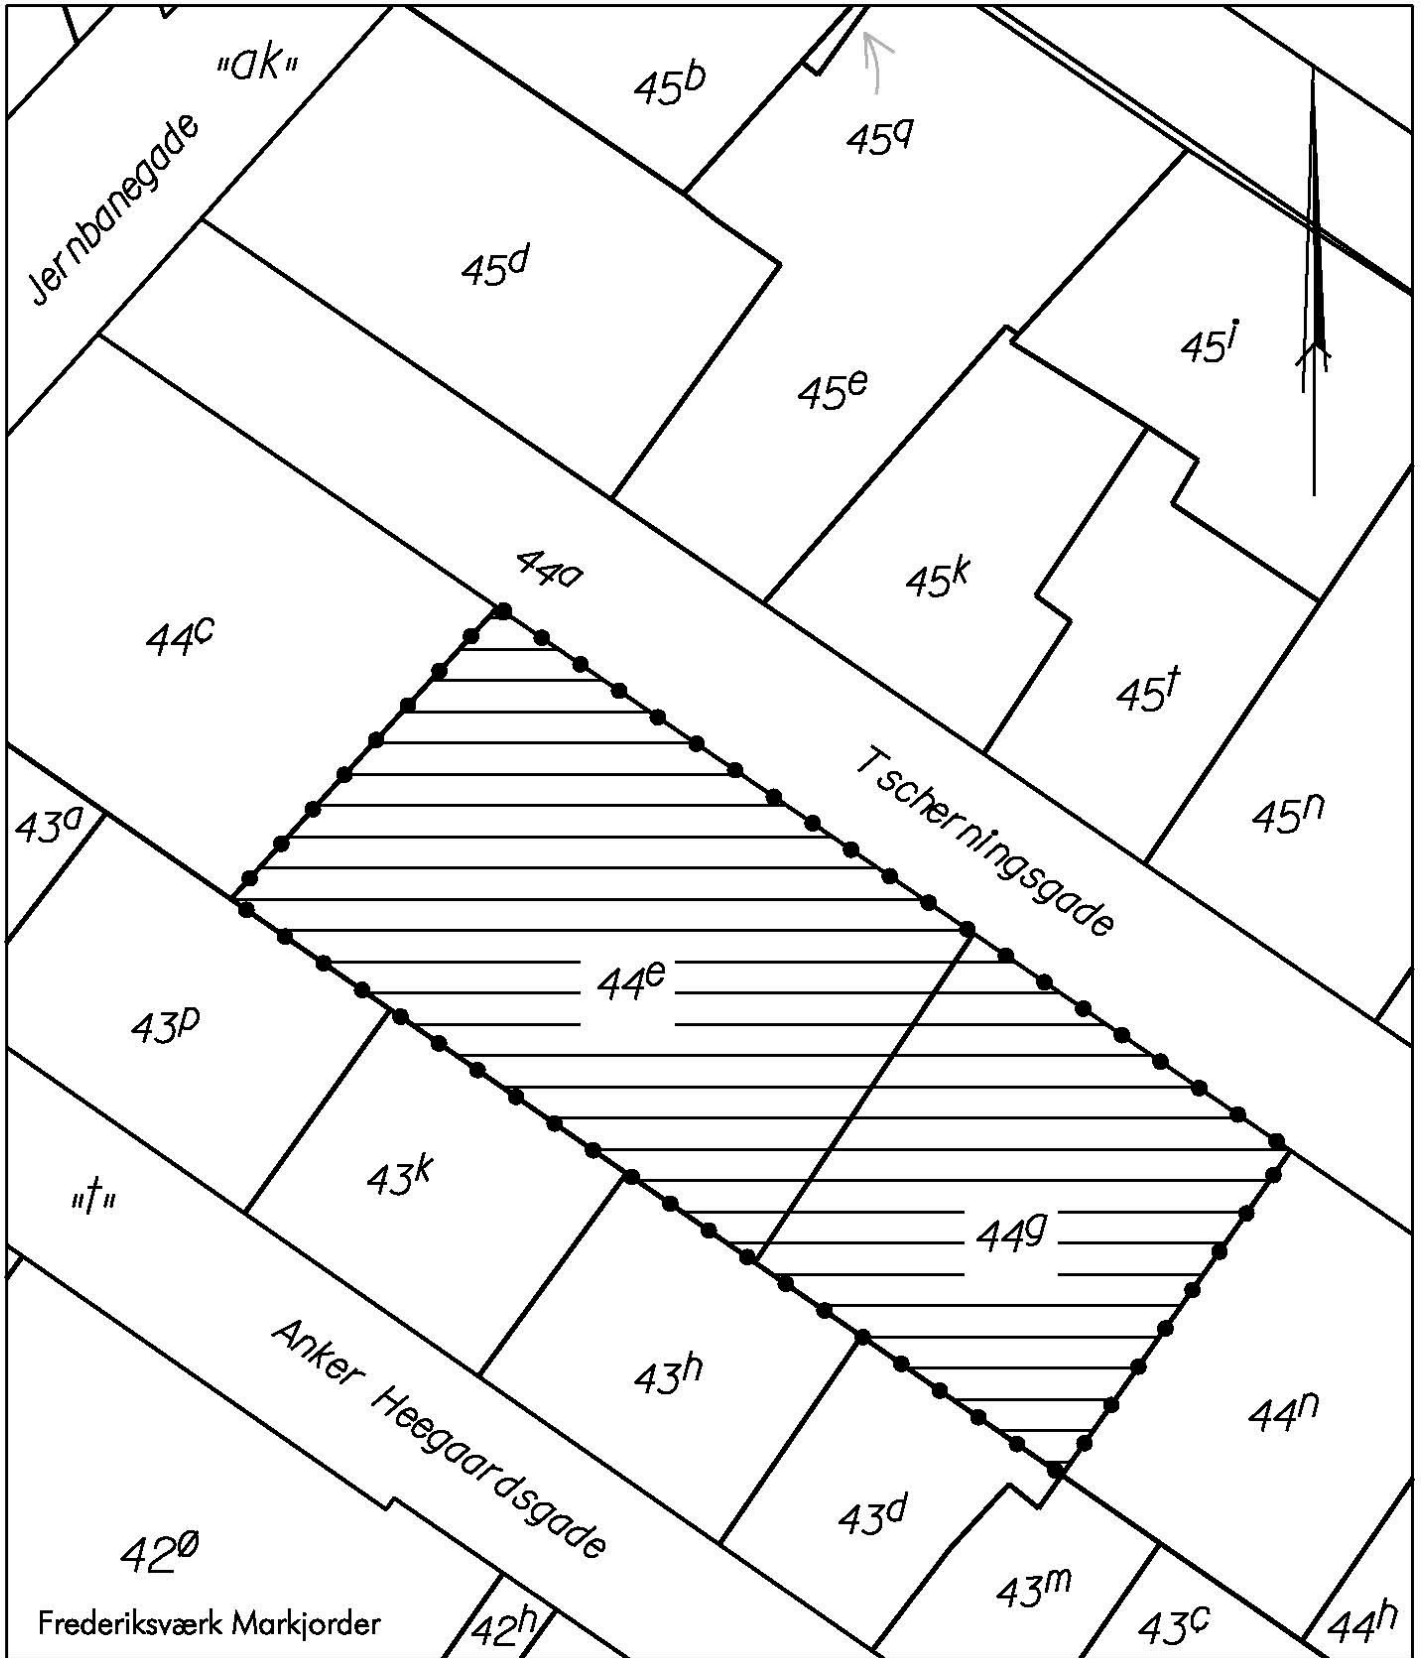 "ak"
45b
45q
Jernbanegade
45d
45i
45e
44a
45k
44c
45t
Tscherningsgade
45n
43a
44e
43p
43k
"t"
44g
Anker Heegaardsgade
43h
44n
43d
42ø
43m
Frederiksværk Markjorder
42h
43c
44h